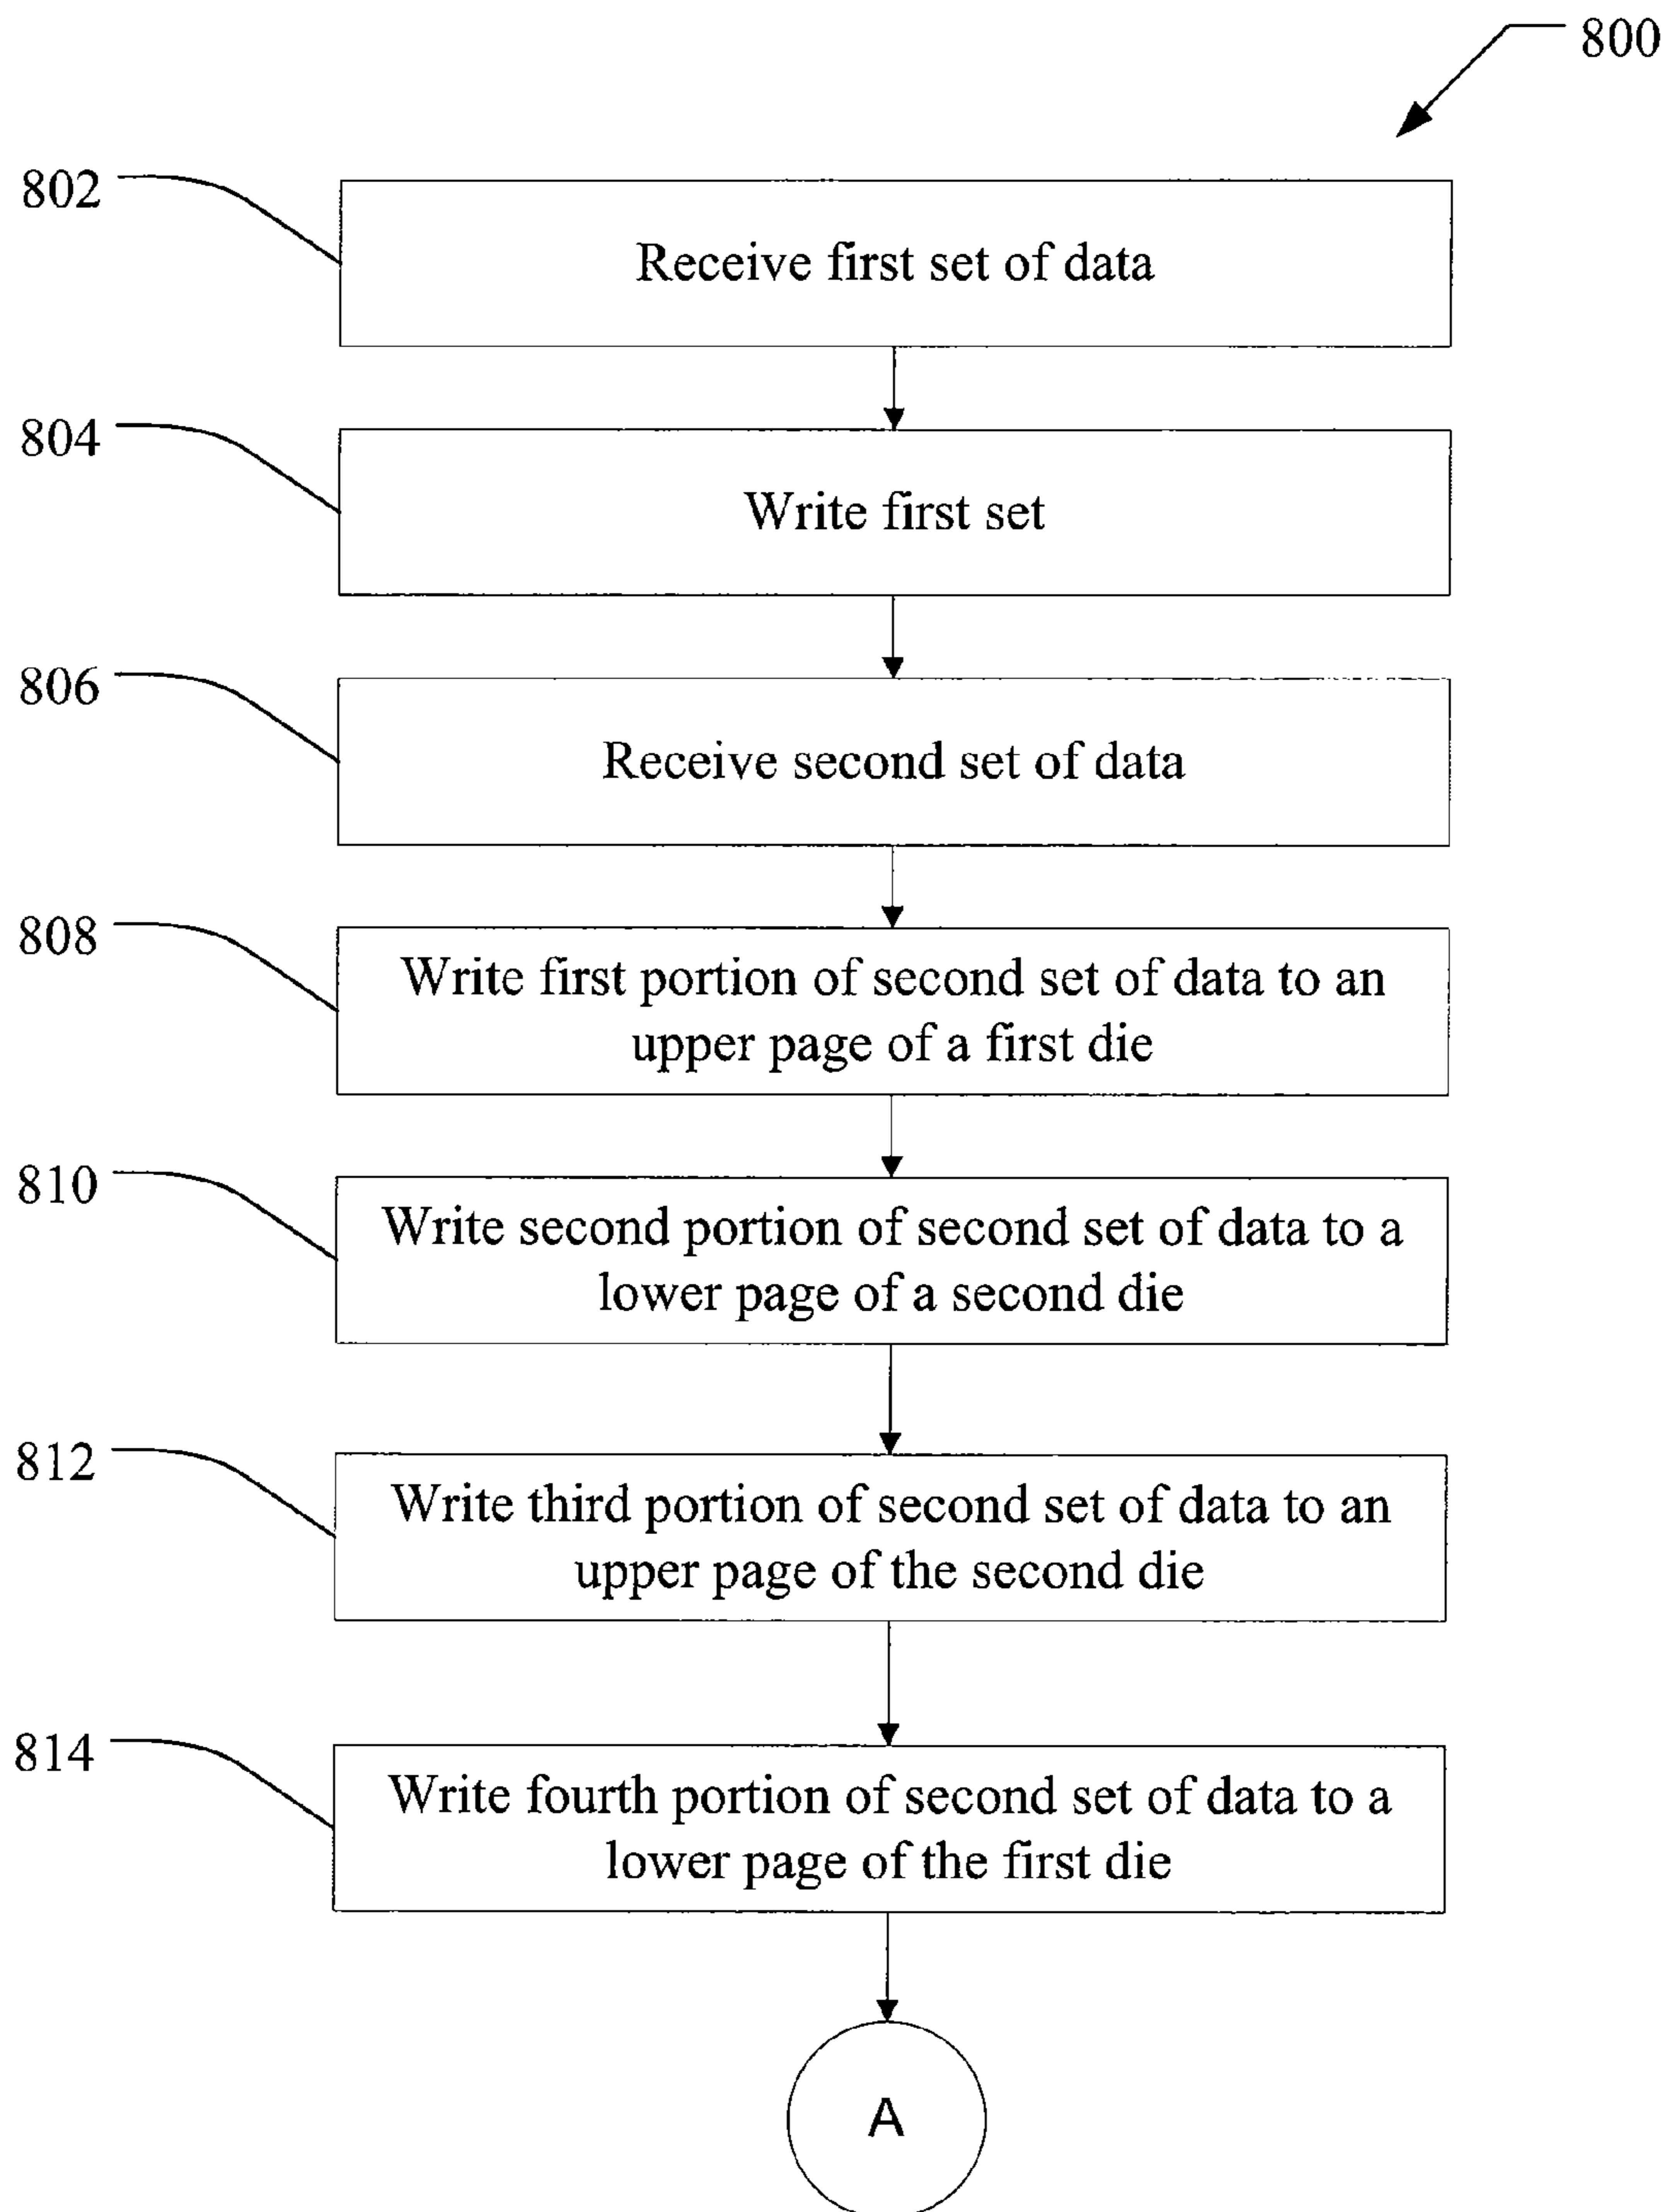 800
802
Receive first set of data
804
Write first set
806
Receive second set of data
808
Write first portion of second set of data to an
upper page of a first die
810
Write second portion of second set of data to a
lower page of a second die
812
Write third portion of second set of data to an
upper page of the second die
814
Write fourth portion of second set of data to a
lower page of the first die
A